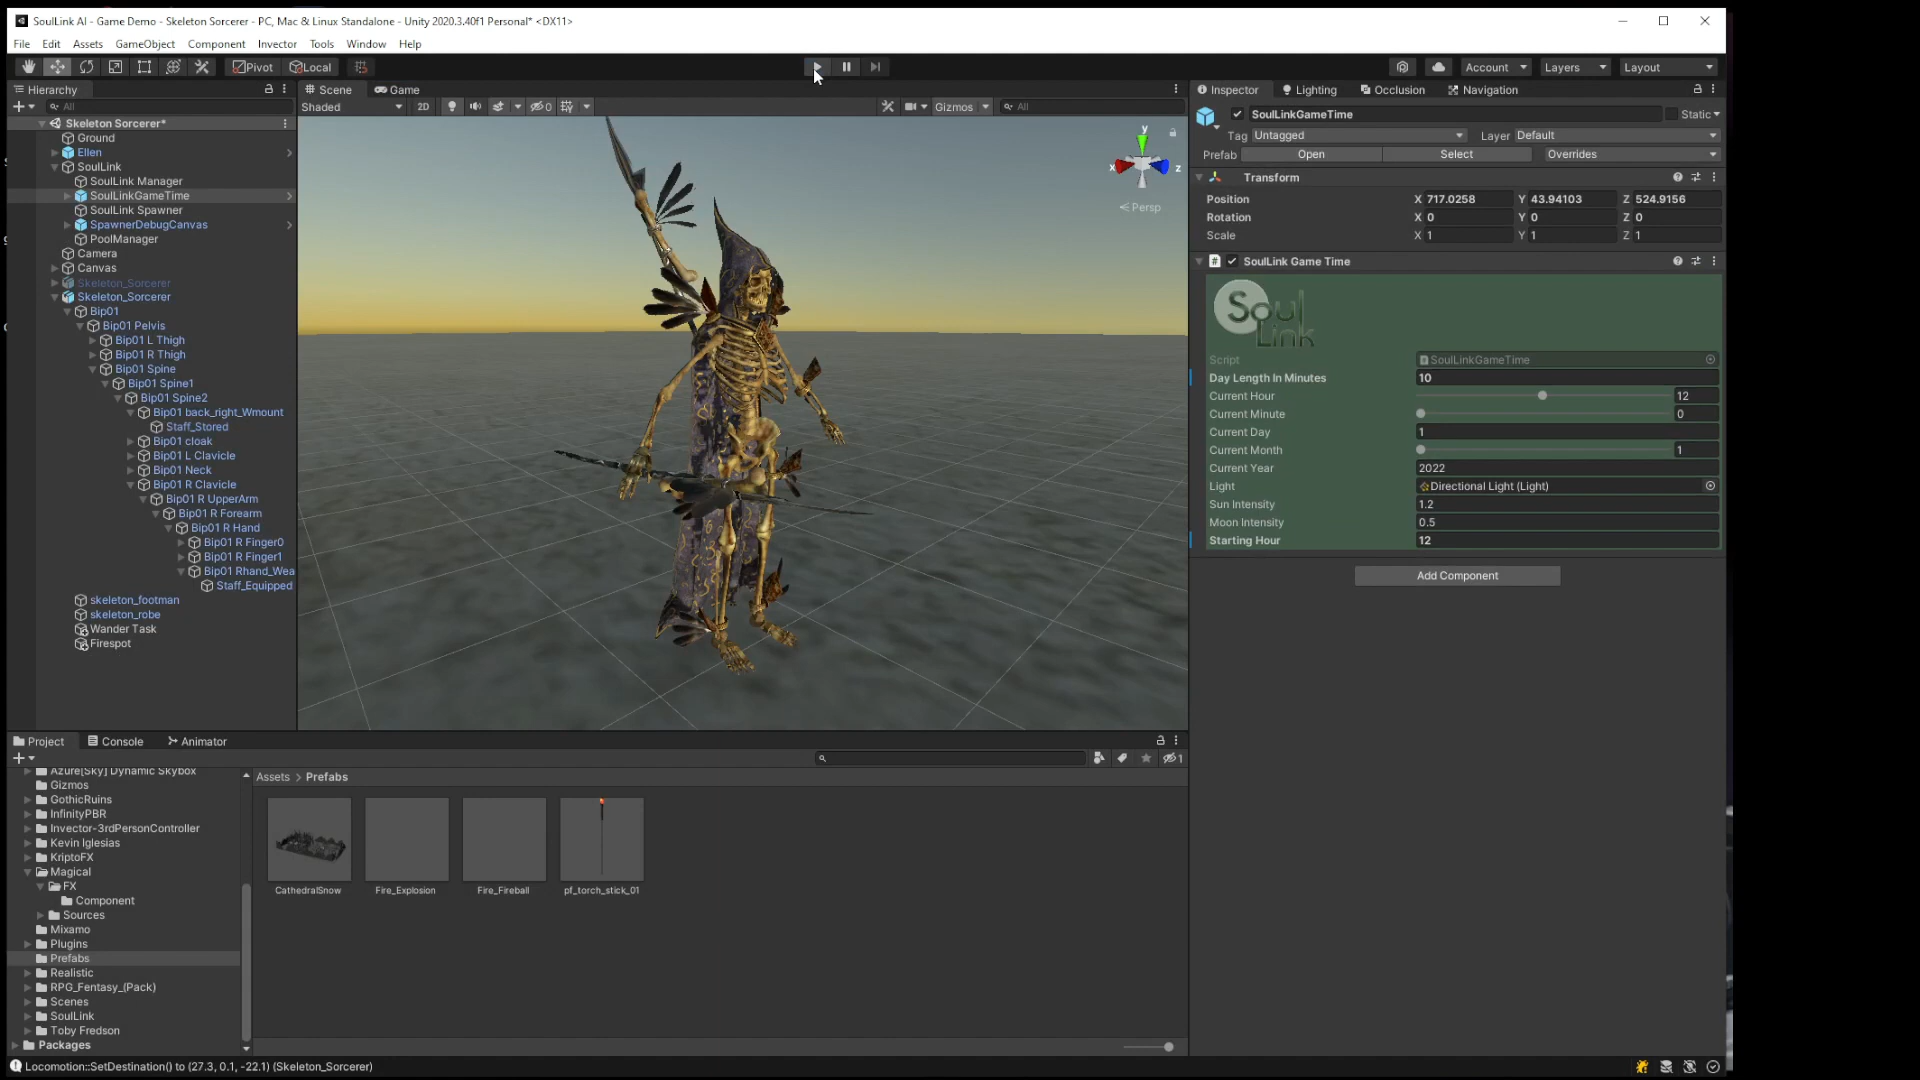 SoulLink AI - Game Demo - Skeleton Sorcerer - PC, Mac & Linux Standalone - Unity 2020.3.40f1 Personal* <DX11>
File Edit Assets GameObject Component Invector Tools Window Help
Pivot Local Account Layers Layout
Hierarchy
All
Skeleton Sorcerer*
Ground
Ellen
SoulLink
SoulLink Manager
SoulLinkGameTime
SoulLink Spawner
SpawnerDebugCanvas
PoolManager
Camera
Canvas
Skeleton_Sorcerer
Skeleton_Sorcerer
Bip01
Bip01 Pelvis
Bip01 L Thigh
Bip01 R Thigh
Bip01 Spine
Bip01 Spine1
Bip01 Spine2
Bip01 back_right_Wmount
Staff_Stored
Bip01 cloak
Bip01 L Clavicle
Bip01 Neck
Bip01 R Clavicle
Bip01 R UpperArm
Bip01 R Forearm
Bip01 R Hand
Bip01 R Finger0
Bip01 R Finger1
Bip01 Rhand_Wea
Staff_Equipped
skeleton_footman
skeleton_robe
Wander Task
Firespot
Scene Game
Shaded 2D 0 Gizmos All
y
x z
Persp
Inspector Lighting Occlusion Navigation
SoulLinkGameTime Static
Tag Untagged Layer Default
Prefab Open Select Overrides
Transform
Position X 717.0258 Y 43.94103 Z 524.9156
Rotation X 0 Y 0 Z 0
Scale X 1 Y 1 Z 1
# SoulLink Game Time
Soul
Link
Script SoulLinkGameTime
Day Length In Minutes 10
Current Hour 12
Current Minute 0
Current Day 1
Current Month 1
Current Year 2022
Light Directional Light (Light)
Sun Intensity 1.2
Moon Intensity 0.5
Starting Hour 12
Add Component
Project Console Animator
1
Azure[Sky] Dynamic Skybox
Gizmos
GothicRuins
InfinityPBR
Invector-3rdPersonController
Kevin Iglesias
KriptoFX
Magical
FX
Component
Sources
Mixamo
Plugins
Prefabs
Realistic
RPG_Fantasy_(Pack)
Scenes
SoulLink
Toby Fredson
Packages
Assets > Prefabs
CathedralSnow Fire_Explosion Fire_Fireball pf_torch_stick_01
Locomotion::SetDestination() to (27.3, 0.1, -22.1) (Skeleton_Sorcerer)